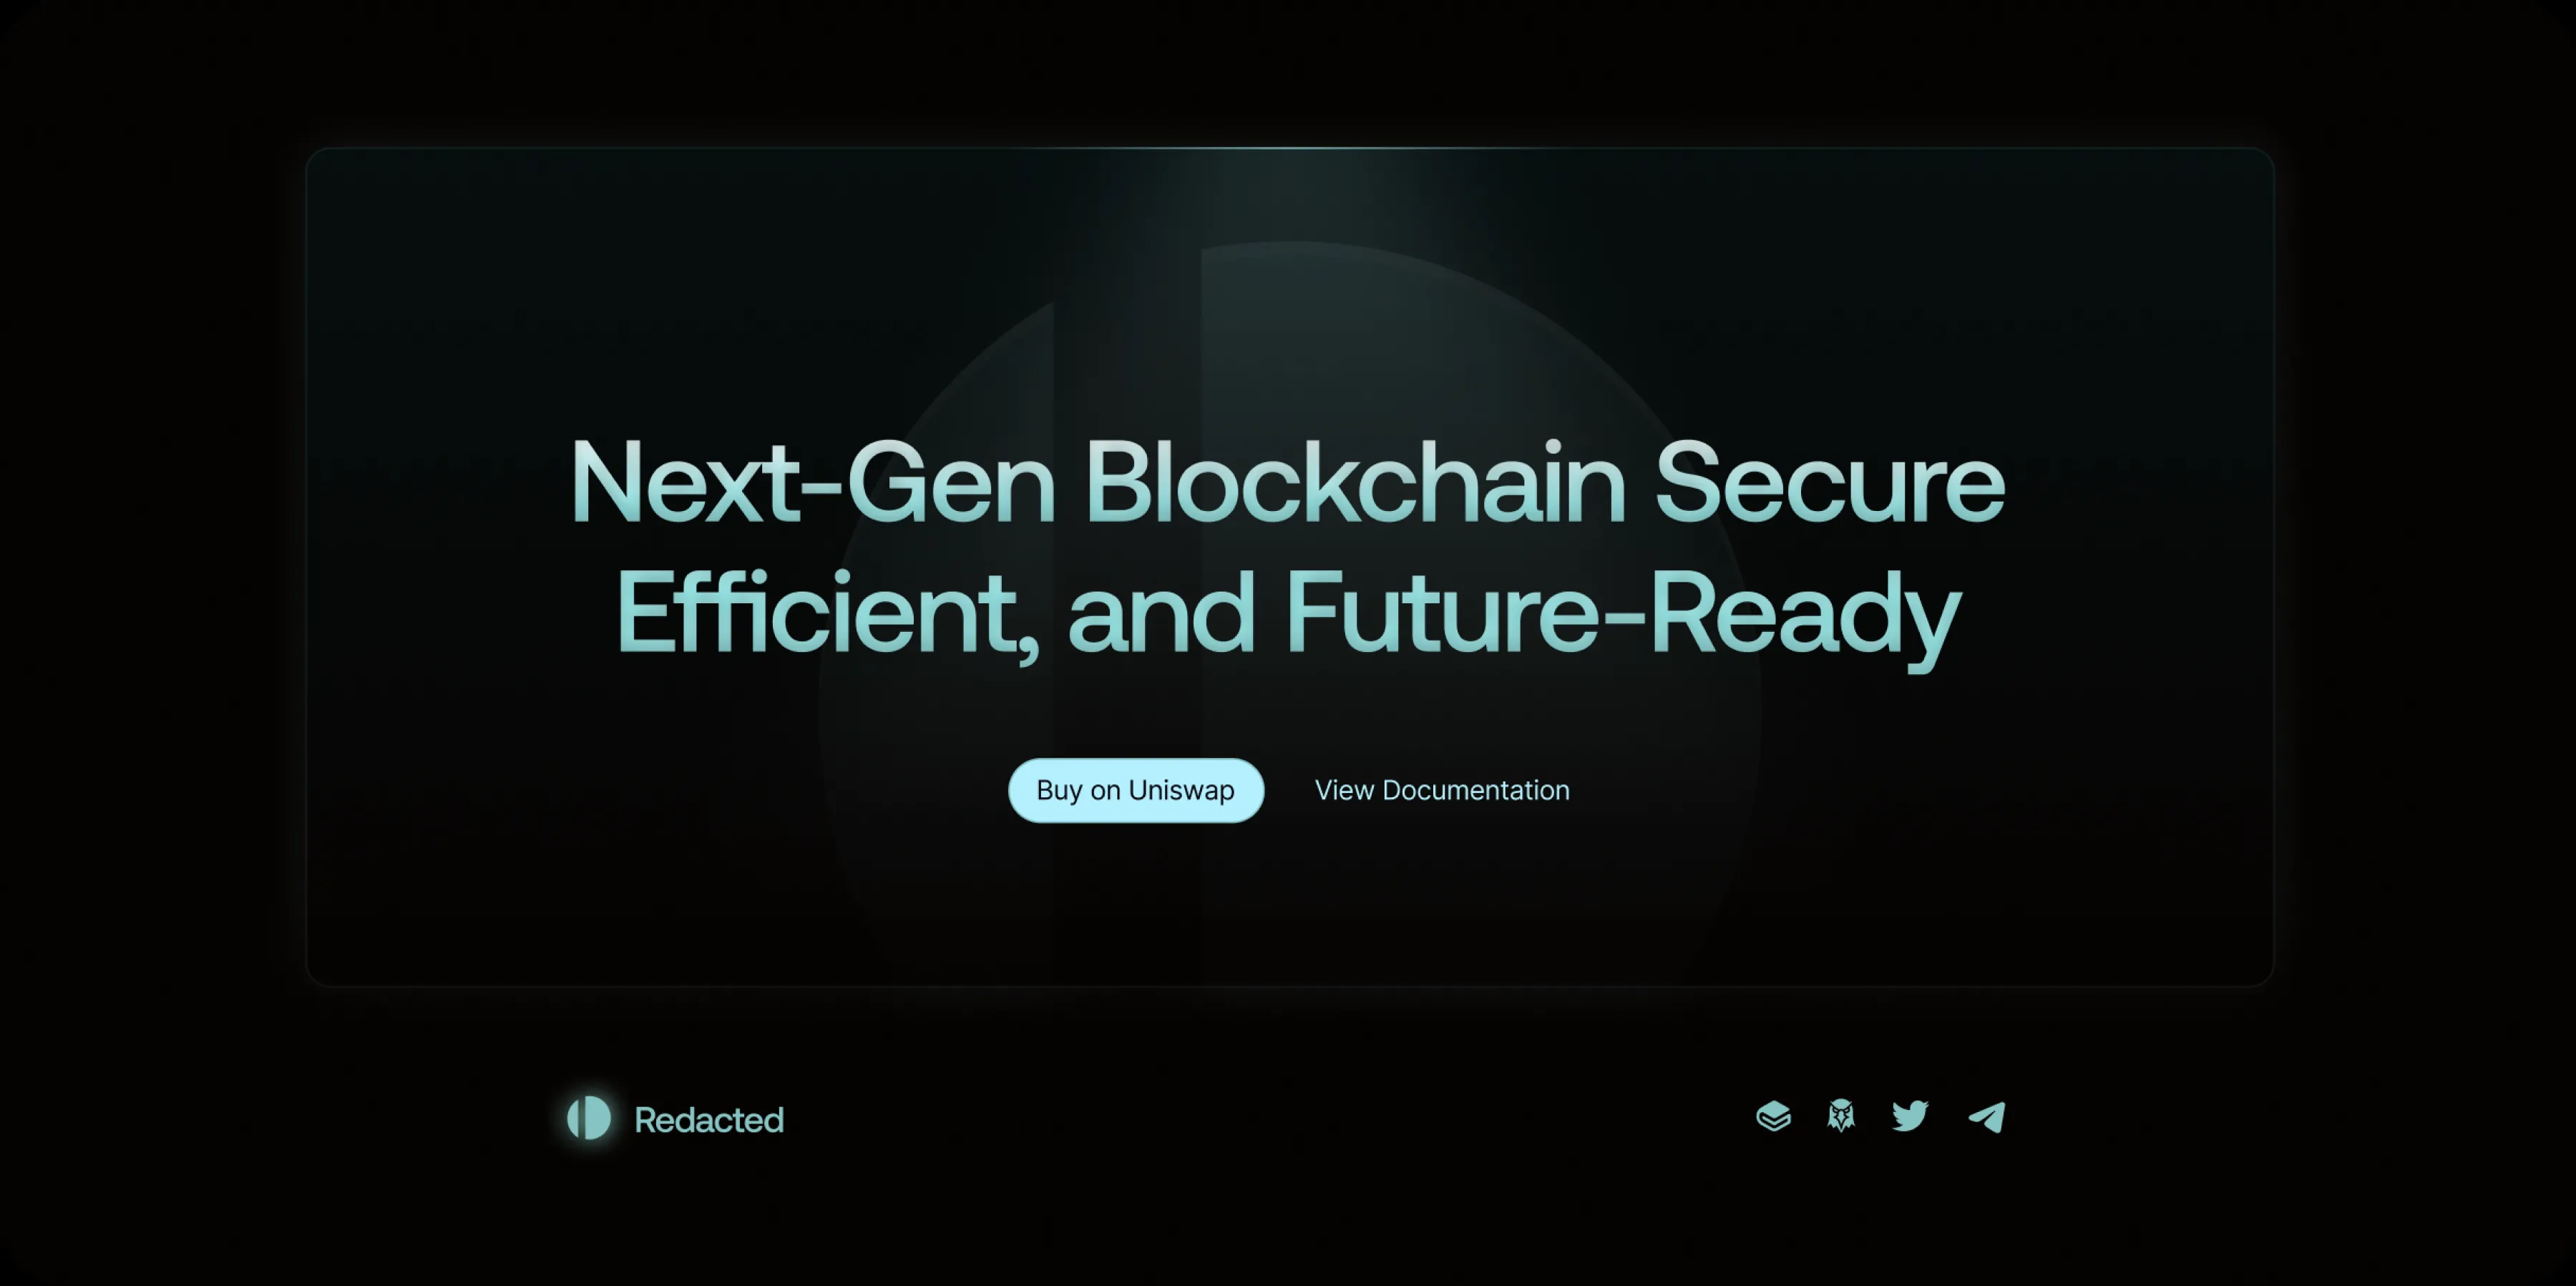 Next-Gen Blockchain Secure
Efficient, and Future-Ready
Buy on Uniswap
View Documentation
Redacted